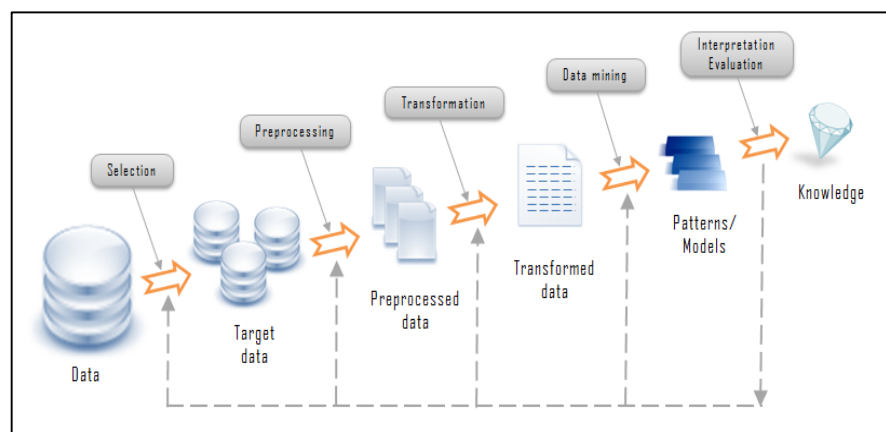 Interpretation
Evaluation
Data mining
Transformation
Preprocessing
Selection
Knowledge
Patterns/
Models
Transformed
data
Preprocessed
data
Target
data
Data